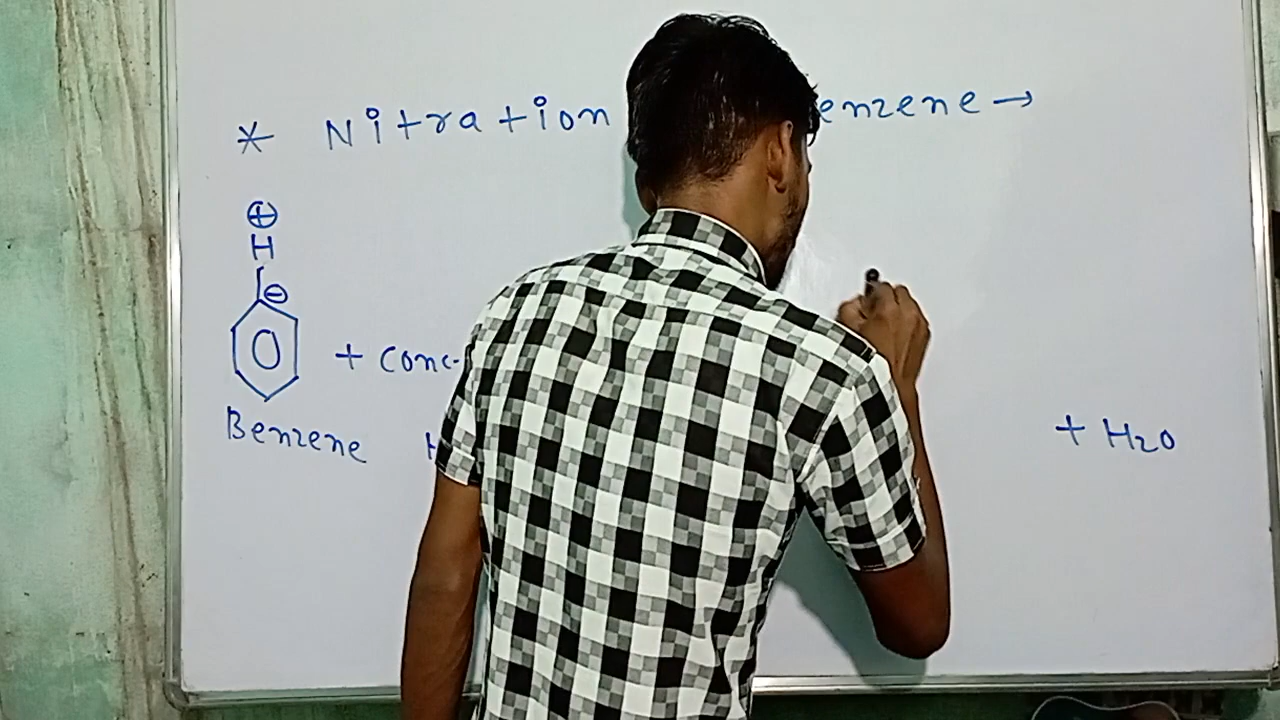 * Nitration enzene →
⊕
H
⊖
+ conc-
Benzene + H2O